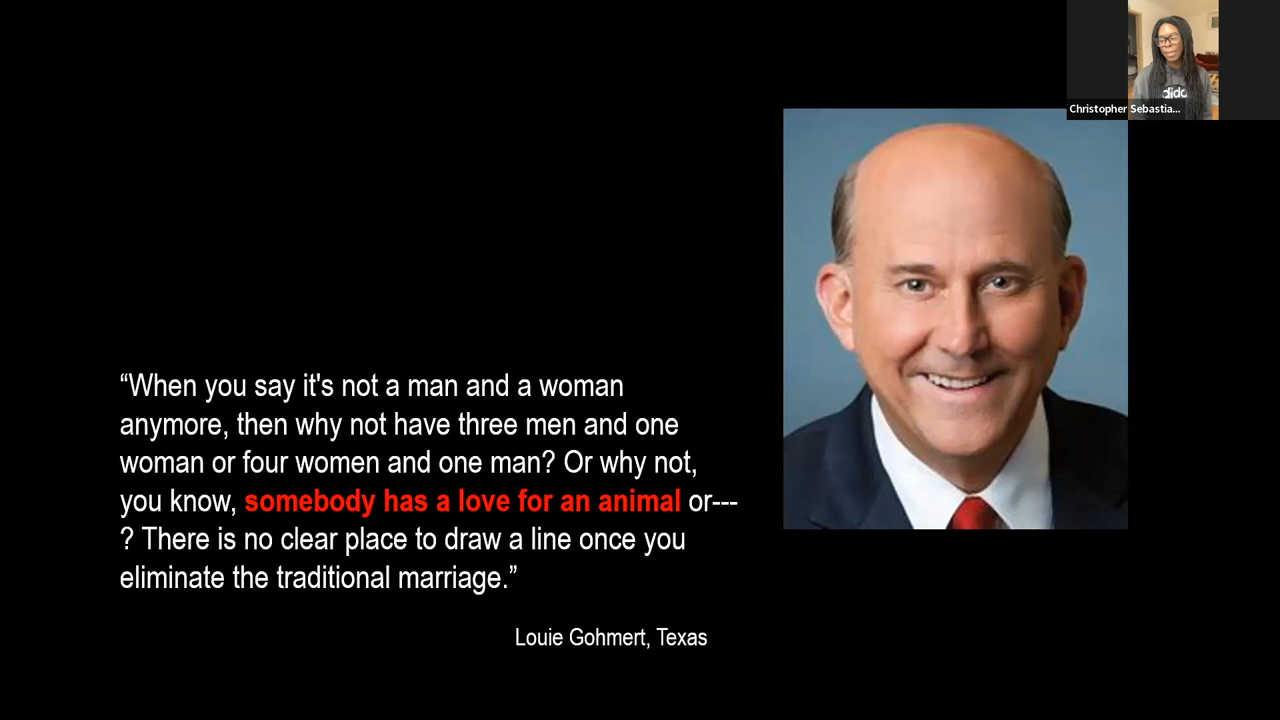 Christopher Sebastia...
“When you say it's not a man and a woman
anymore, then why not have three men and one
woman or four women and one man? Or why not,
you know, somebody has a love for an animal or---
? There is no clear place to draw a line once you
eliminate the traditional marriage.”
Louie Gohmert, Texas